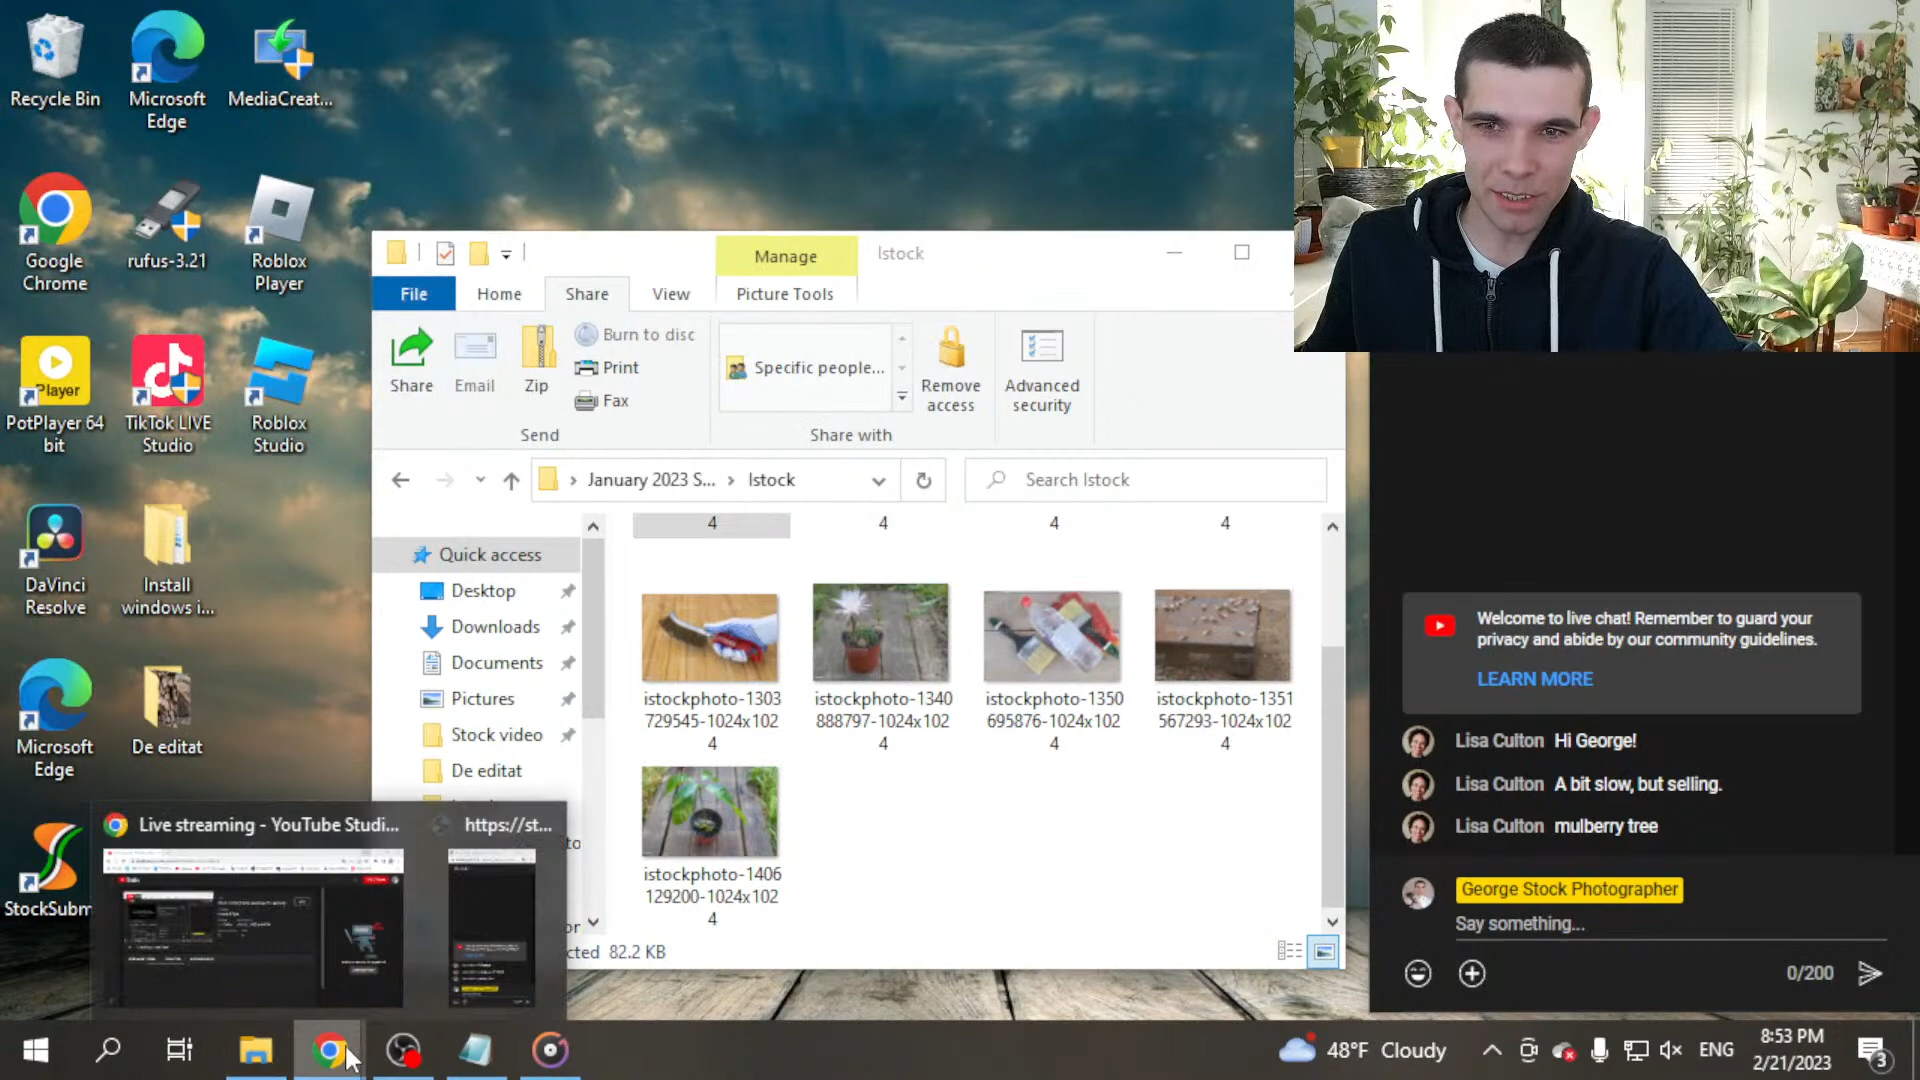 Recycle Bin
Microsoft
Edge
MediaCreat...
Google
Chrome
rufus-3.21
Roblox
Player
Player
PotPlayer 64
bit
TikTok LIVE
Studio
Roblox
Studio
DaVinci
Resolve
Install
windows i...
Microsoft
Edge
De editat
StockSubm
Manage
Istock
File
Home
Share
View
Picture Tools
Share
Email
Zip
Burn to disc
Print
Fax
Send
Specific people...
Share with
Remove
access
Advanced
security
January 2023 S...
Istock
Search Istock
Quick access
Desktop
Downloads
Documents
Pictures
Stock video
De editat
4
4
4
4
istockphoto-1303
729545-1024x102
4
istockphoto-1340
888797-1024x102
4
istockphoto-1350
695876-1024x102
4
istockphoto-1351
567293-1024x102
4
istockphoto-1406
129200-1024x102
4
cted 82.2 KB
Live streaming - YouTube Studi...
https://st...
Welcome to live chat! Remember to guard your
privacy and abide by our community guidelines.
LEARN MORE
Lisa Culton Hi George!
Lisa Culton A bit slow, but selling.
Lisa Culton mulberry tree
George Stock Photographer
Say something...
0/200
48°F Cloudy
ENG
8:53 PM
2/21/2023
3